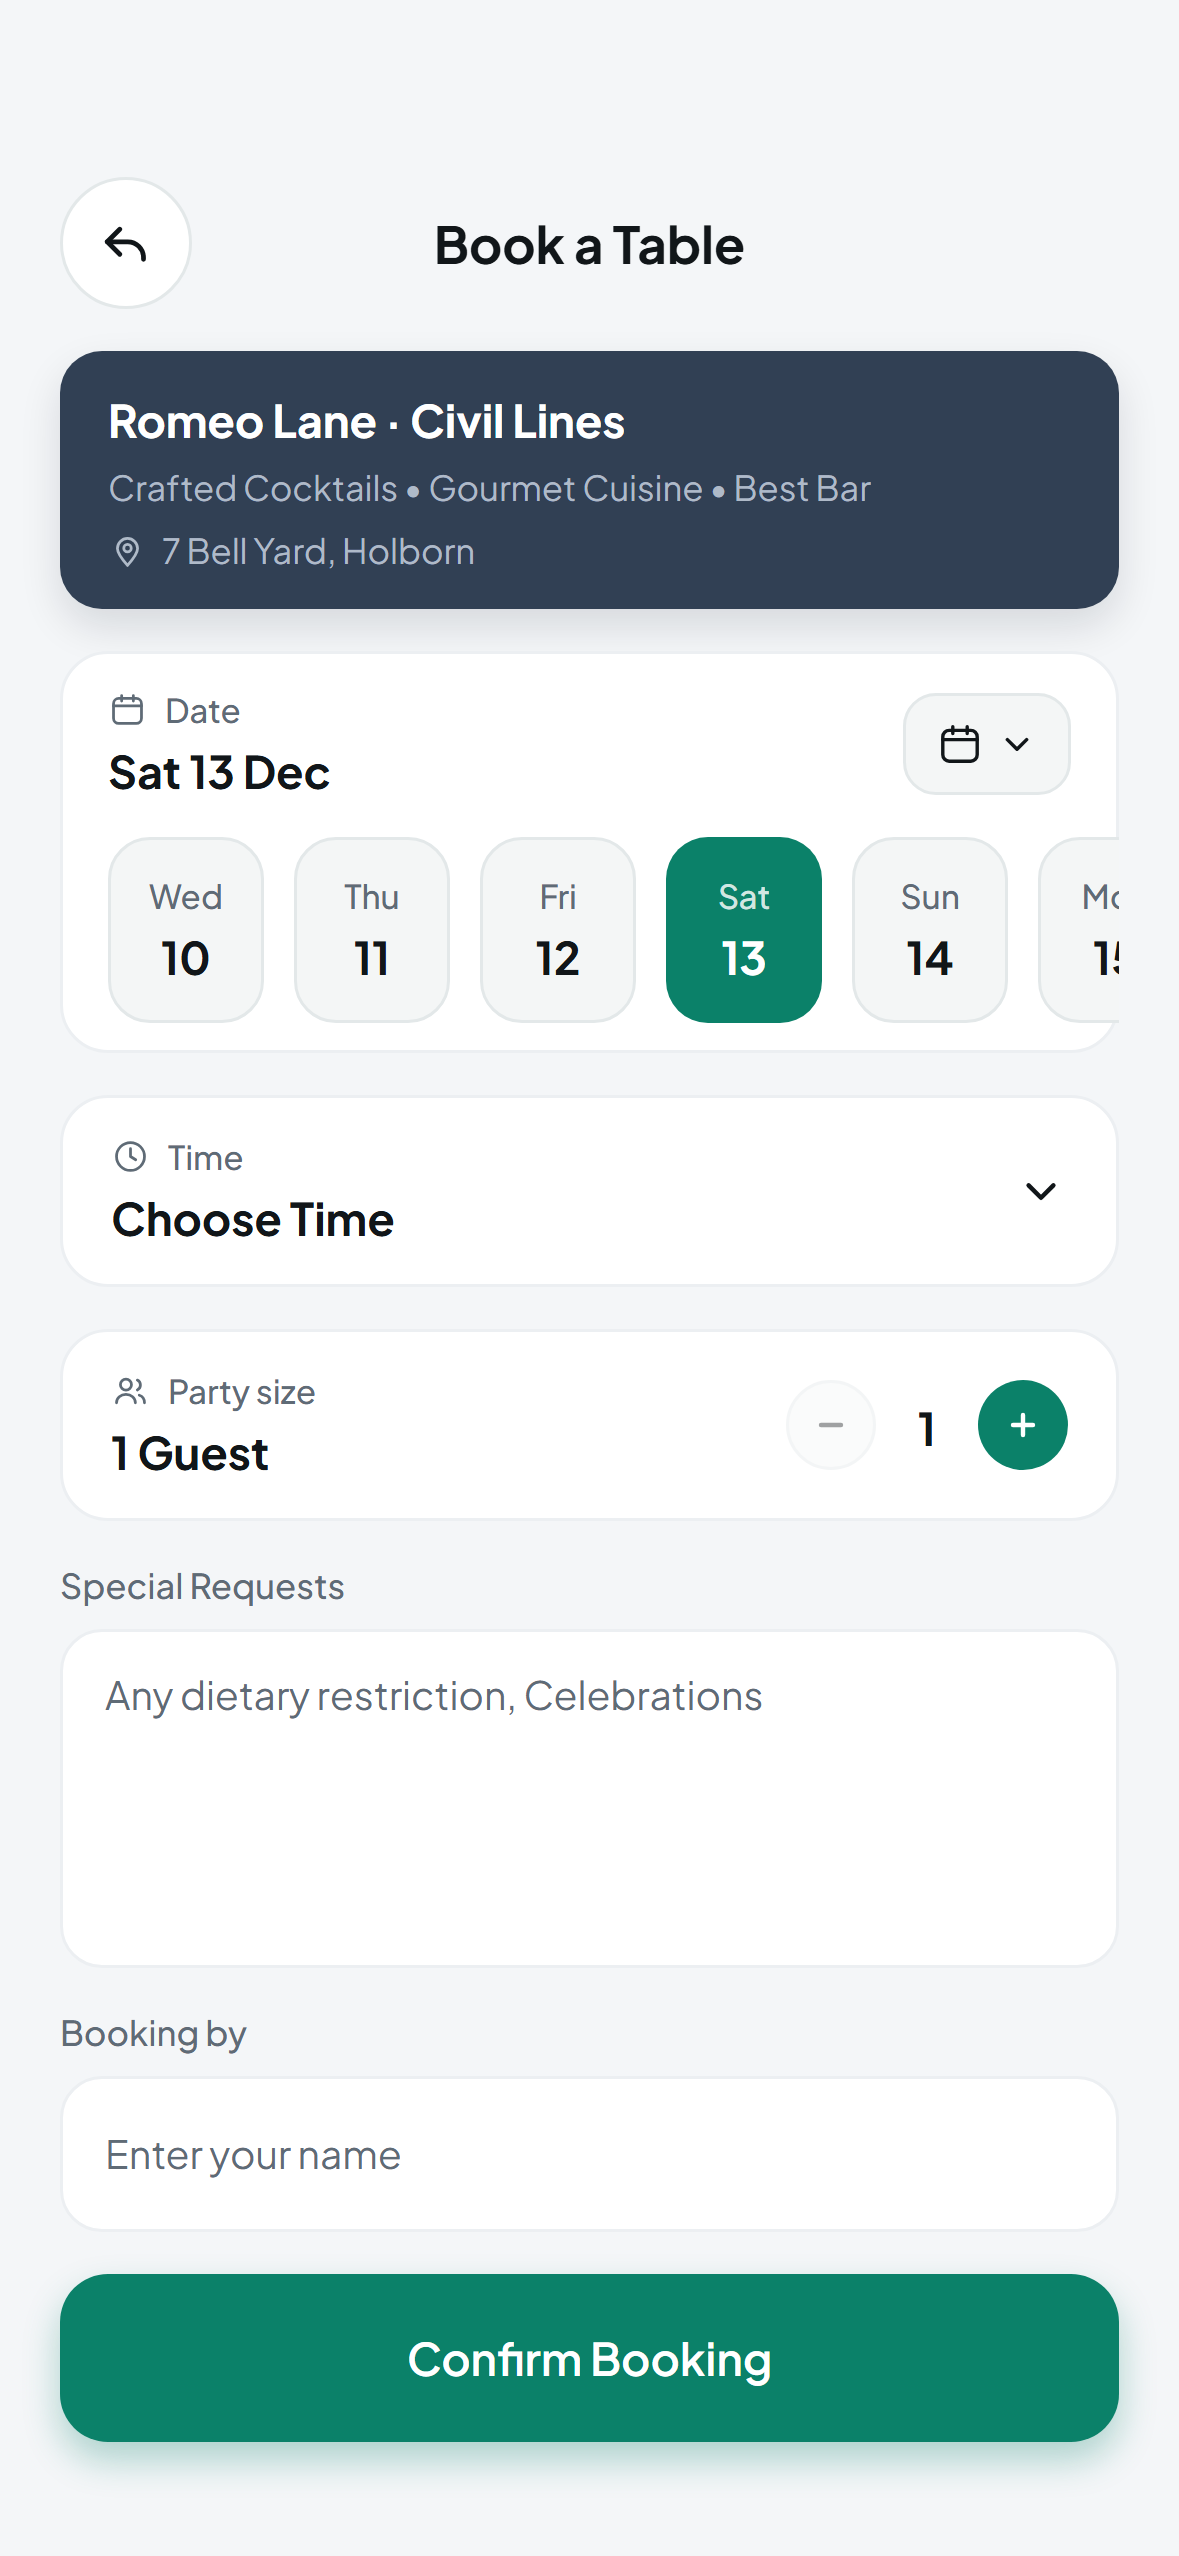 Book a Table
Romeo Lane · Civil Lines
Crafted Cocktails • Gourmet Cuisine • Best Bar
7 Bell Yard, Holborn
Date
Sat 13 Dec
Wed Thu Fri Sat Sun
10 11 12 13 14
Time
Choose Time
Party size
1 Guest
1
Special Requests
Any dietary restriction, Celebrations
Booking by
Enter your name
Confirm Booking